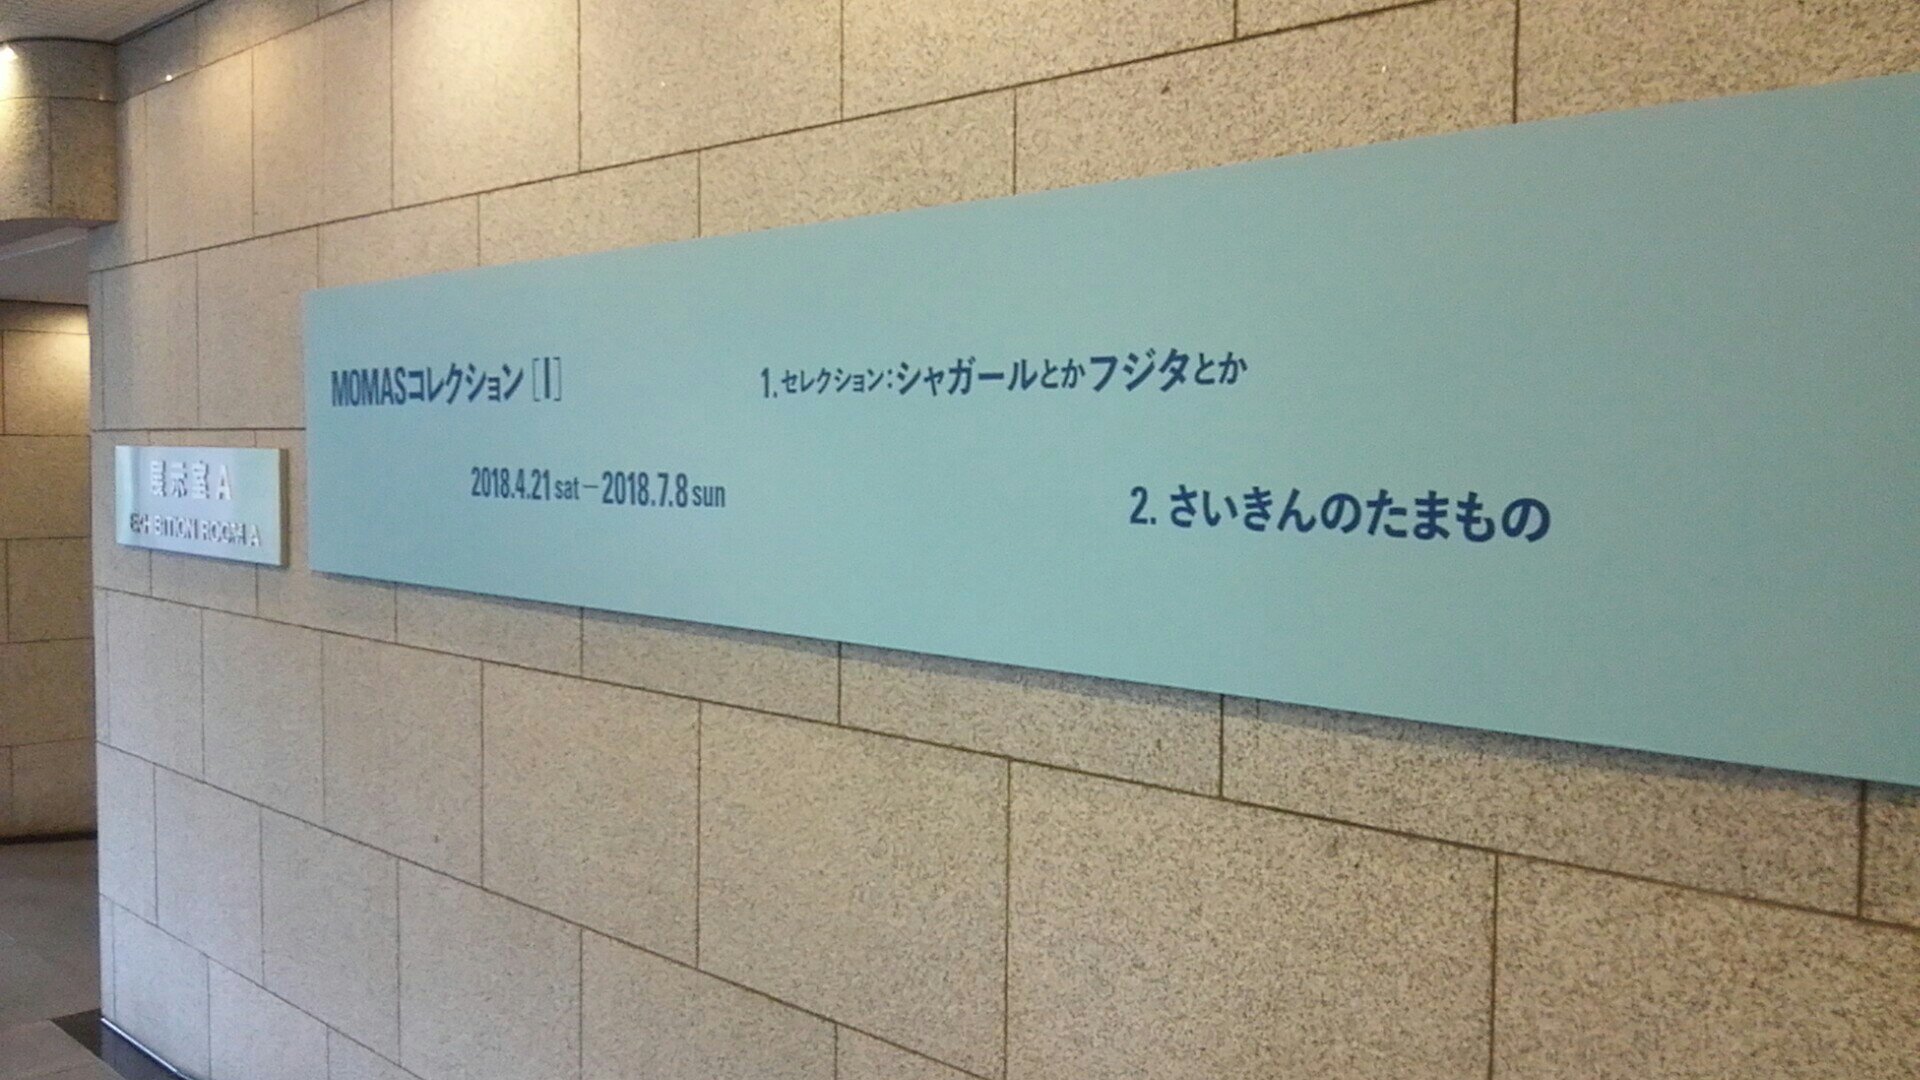 MOMASコレクション [I]
2018.4.21 sat－2018.7.8 sun
1. セレクション：シャガールとかフジタとか
2. さいきんのたまもの
展示室 A
EXHIBITION ROOM A